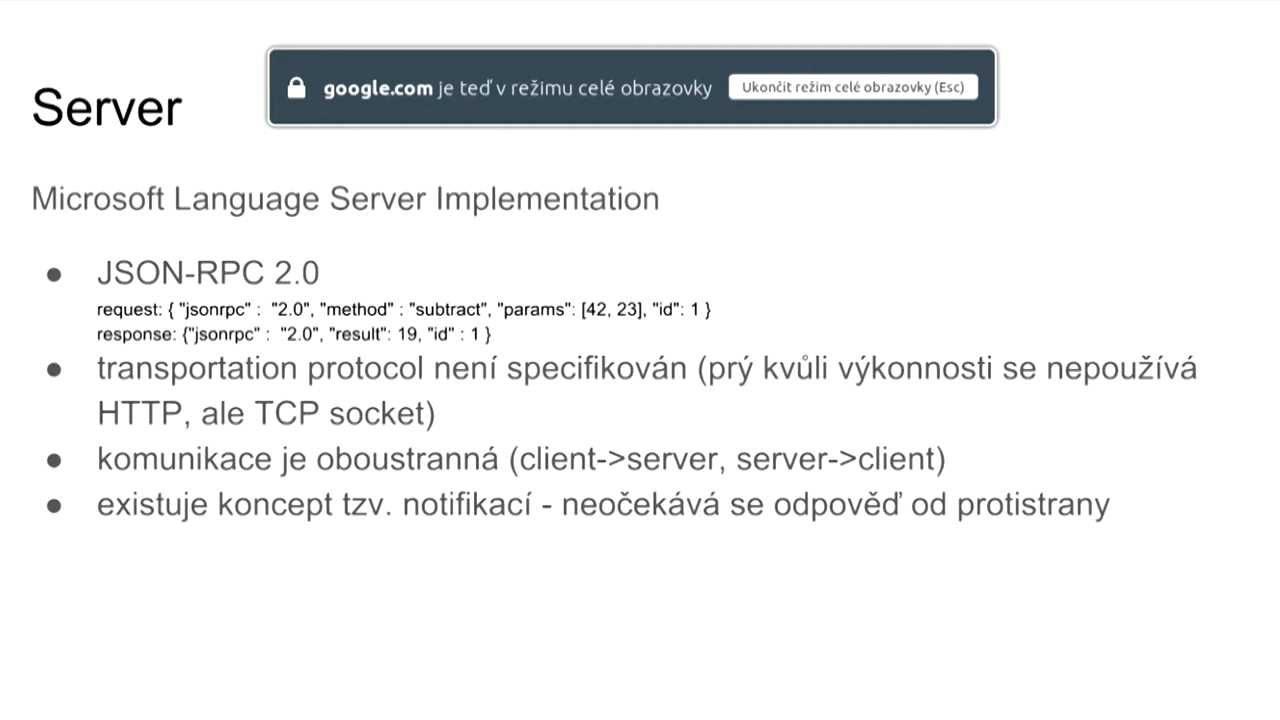 google.com je teď v režimu celé obrazovky Ukončit režim celé obrazovky (Esc)
Server
Microsoft Language Server Implementation
● JSON-RPC 2.0
request: { "jsonrpc" : "2.0", "method" : "subtract", "params": [42, 23], "id": 1 }
response: {"jsonrpc" : "2.0", "result": 19, "id" : 1 }
● transportation protocol není specifikován (prý kvůli výkonnosti se nepoužívá
HTTP, ale TCP socket)
● komunikace je oboustranná (client->server, server->client)
● existuje koncept tzv. notifikací - neočekává se odpověď od protistrany